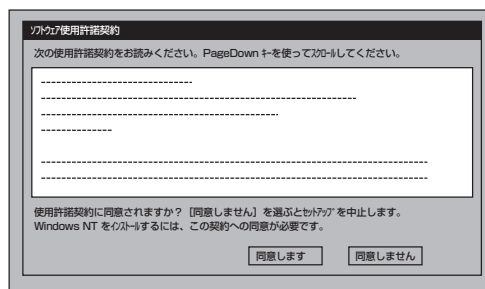 ソフトウェア使用許諾契約
次の使用許諾契約をお読みください。PageDown キーを使ってスクロールしてください。
使用許諾契約に同意されますか？［同意しません］を選ぶとセットアップを中止します。
Windows NT をインストールするには、この契約への同意が必要です。
同意します
同意しません